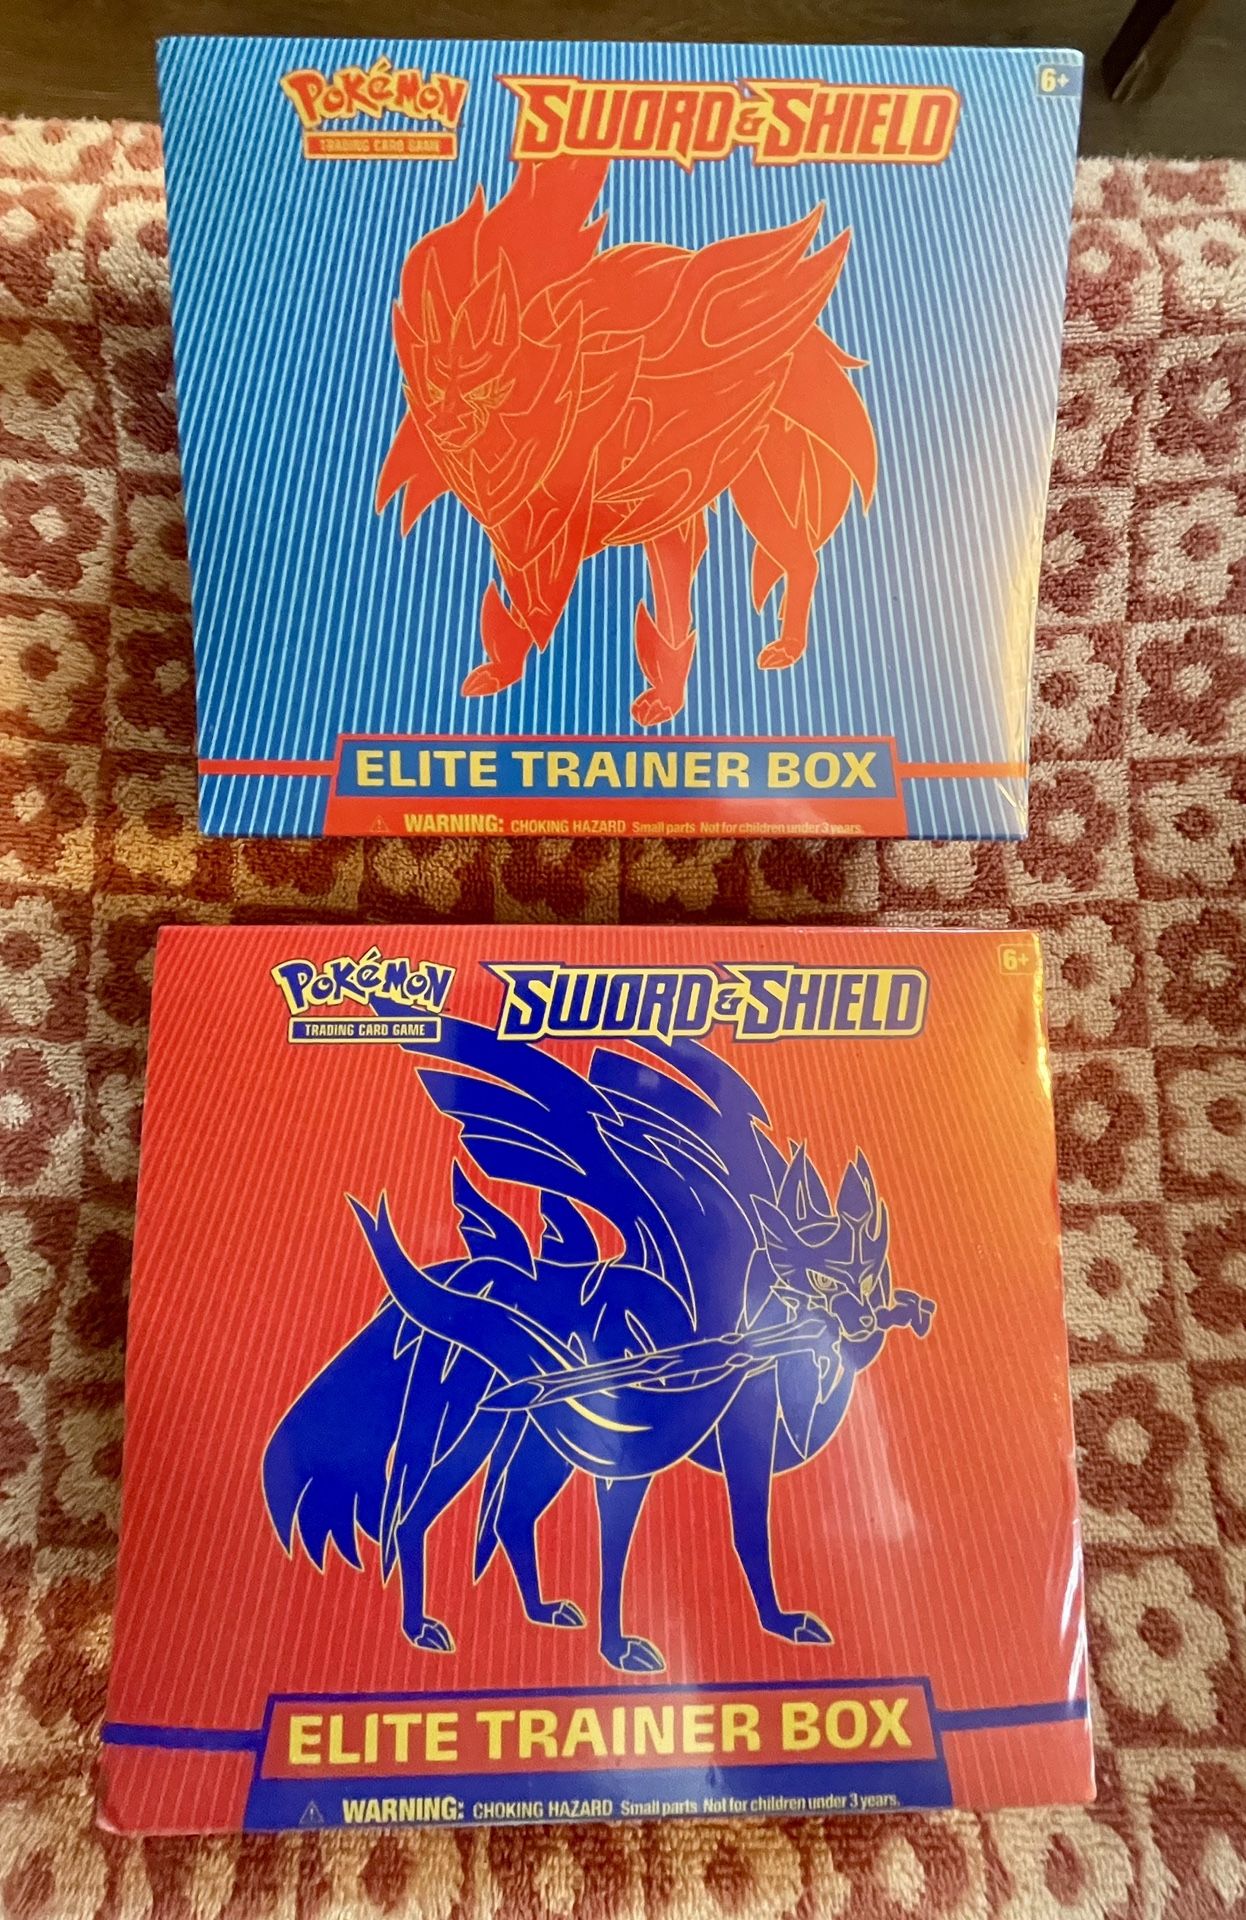 POKéMON SWORD & SHIELD 6+
TRADING CARD GAME
ELITE TRAINER BOX
WARNING: CHOKING HAZARD Small parts Not for children under 3 years.
POKéMON SWORD & SHIELD 6+
TRADING CARD GAME
ELITE TRAINER BOX
WARNING: CHOKING HAZARD Small parts Not for children under 3 years.